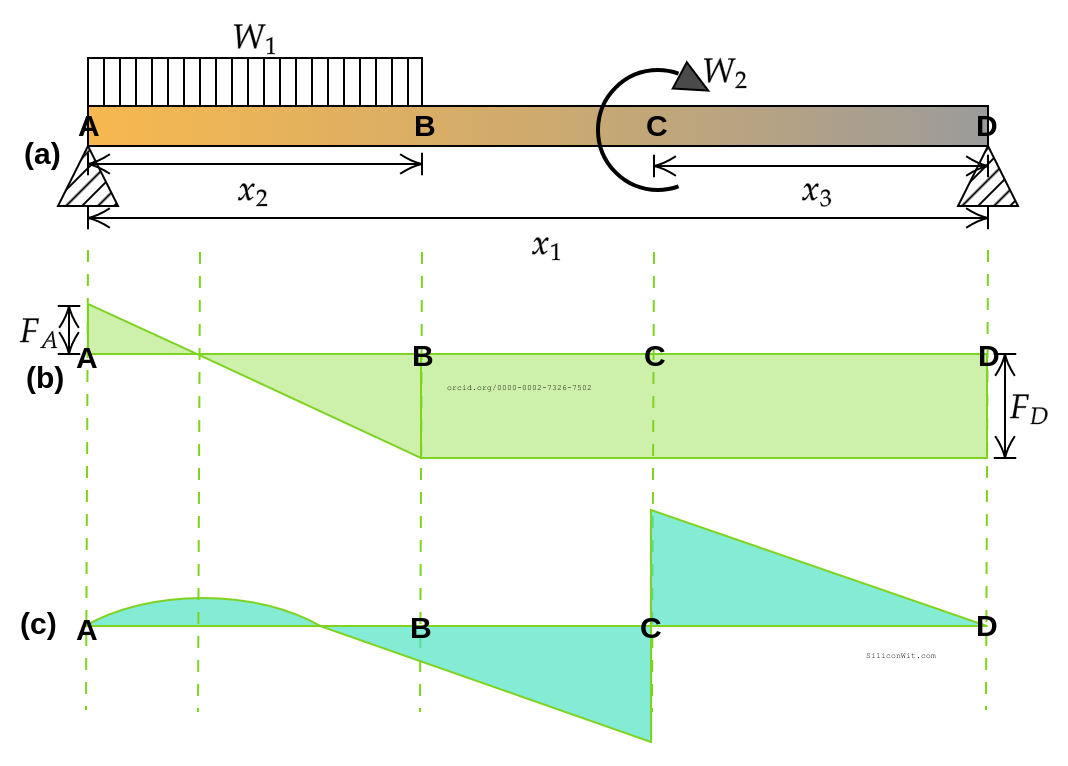 W1
W2
A B C D
(a)
x2 x3
x1
FA
A B C D
(b)
orcid.org/0000-0002-7326-7502
FD
(c)
A B C D
SiliconWit.com